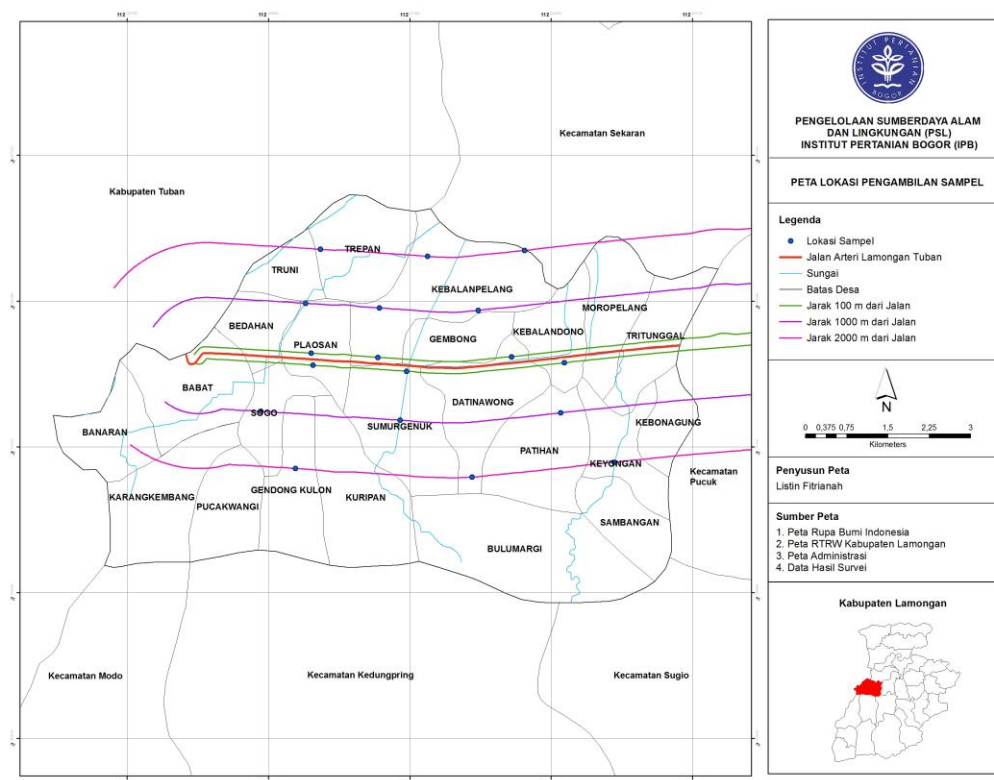 112
112
112
112
112
Kecamatan Sekaran
Kabupaten Tuban
TREPAN
TRUNI
KEBALANPELANG
MOROPELANG
BEDAHAN
GEMBONG
KEBALANDONO
TRITUNGGAL
PLAOSAN
BABAT
DATINAWONG
SOGO
SUMURGENUK
KEBONAGUNG
BANARAN
PATIHAN
KEYONGAN
Kecamatan
Pucuk
KARANGKEMBANG
GENDONG KULON
KURIPAN
PUCAKWANGI
SAMBANGAN
BULUMARGI
Kecamatan Modo
Kecamatan Kedungpring
Kecamatan Sugio
112
112
112
112
112
INSTITUT PERTANIAN
BOGOR
PENGELOLAAN SUMBERDAYA ALAM
DAN LINGKUNGAN (PSL)
INSTITUT PERTANIAN BOGOR (IPB)
PETA LOKASI PENGAMBILAN SAMPEL
Legenda
Lokasi Sampel
Jalan Arteri Lamongan Tuban
Sungai
Batas Desa
Jarak 100 m dari Jalan
Jarak 1000 m dari Jalan
Jarak 2000 m dari Jalan
N
0 0,375 0,75 1,5 2,25 3
Kilometers
Penyusun Peta
Listin Fitrianah
Sumber Peta
1. Peta Rupa Bumi Indonesia
2. Peta RTRW Kabupaten Lamongan
3. Peta Administrasi
4. Data Hasil Survei
Kabupaten Lamongan